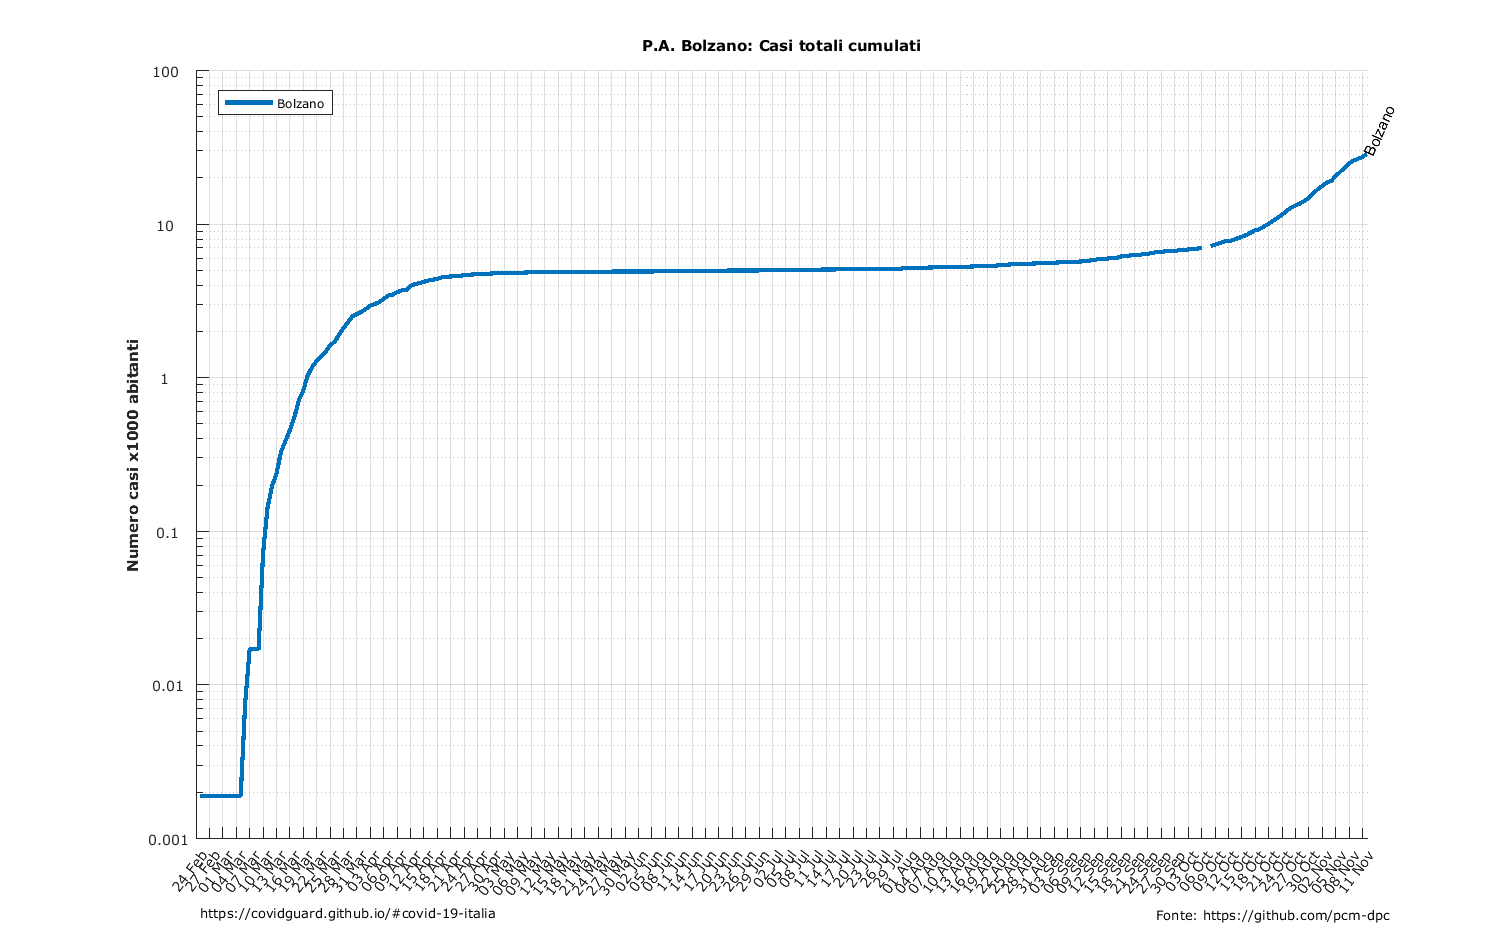 P.A. Bolzano: Casi totali cumulati
100
10
1
0.1
0.01
0.001
Numero casi x1000 abitanti
Bolzano
Bolzano
24 Feb
27 Feb
01 Mar
04 Mar
07 Mar
10 Mar
13 Mar
16 Mar
19 Mar
22 Mar
25 Mar
28 Mar
31 Mar
03 Apr
06 Apr
09 Apr
12 Apr
15 Apr
18 Apr
21 Apr
24 Apr
27 Apr
30 Apr
03 May
06 May
09 May
12 May
15 May
18 May
21 May
24 May
27 May
30 May
02 Jun
05 Jun
08 Jun
11 Jun
14 Jun
17 Jun
20 Jun
23 Jun
26 Jun
29 Jun
02 Jul
05 Jul
08 Jul
11 Jul
14 Jul
17 Jul
20 Jul
23 Jul
26 Jul
29 Jul
01 Aug
04 Aug
07 Aug
10 Aug
13 Aug
16 Aug
19 Aug
22 Aug
25 Aug
28 Aug
31 Aug
03 Sep
06 Sep
09 Sep
12 Sep
15 Sep
18 Sep
21 Sep
24 Sep
27 Sep
30 Sep
03 Oct
06 Oct
09 Oct
12 Oct
15 Oct
18 Oct
21 Oct
24 Oct
27 Oct
30 Oct
02 Nov
05 Nov
08 Nov
11 Nov
https://covidguard.github.io/#covid-19-italia
Fonte: https://github.com/pcm-dpc